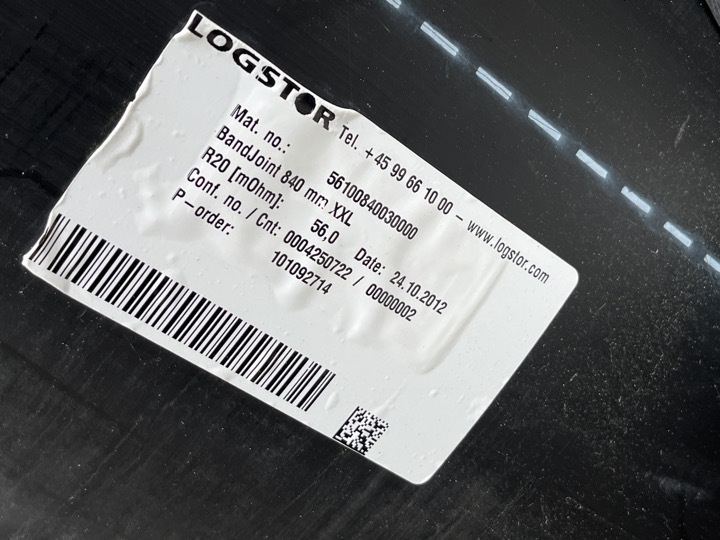 LOGSTOR Tel. +45 99 66 10 00 – www.logstor.com
Mat. no.: 56100840030000
BandJoint 840 mm XXL
R20 [mOhm]: 56,0 Date: 24.10.2012
Conf. no. / Cnt: 0004250722 / 00000002
P-order: 101092714